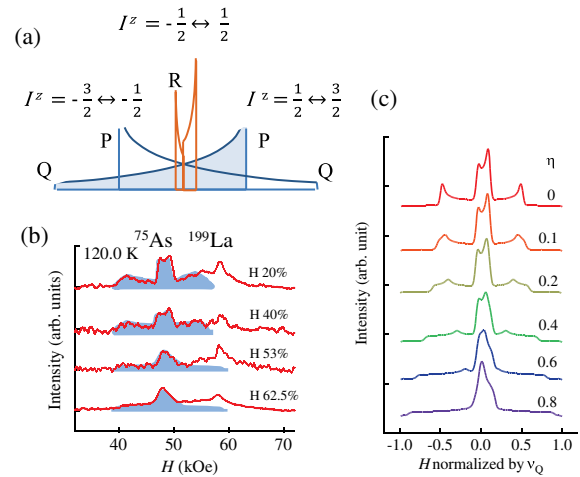 (a)
I^z = - 1/2 ↔ 1/2
I^z = - 3/2 ↔ - 1/2
R
I^z = 1/2 ↔ 3/2
P
P
Q
Q
(b)
⁷⁵As ¹⁹⁹La
120.0 K
H 20%
H 40%
H 53%
H 62.5%
Intensity (arb. units)
40 50 60 70
H (kOe)
(c)
η
0
0.1
0.2
0.4
0.6
0.8
Intensity (arb. unit)
-1.0 -0.5 0.0 0.5 1.0
H normalized by ν_Q